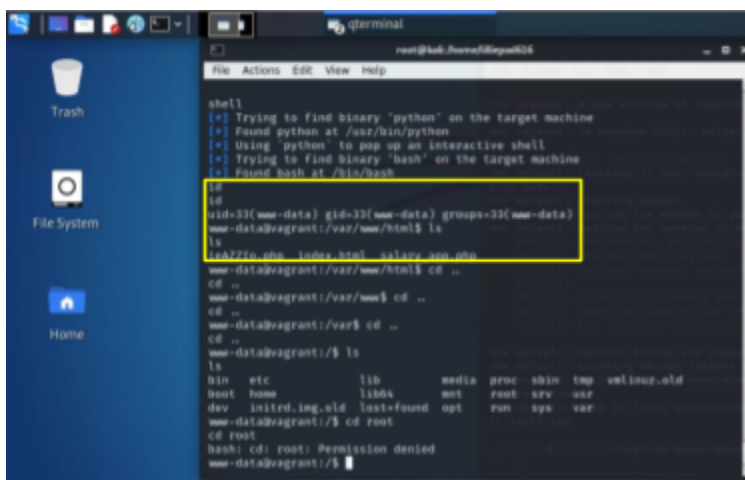 qterminal
root@kali:/home/lilliepad616
File Actions Edit View Help
Trash
File System
Home
shell
[*] Trying to find binary 'python' on the target machine
[*] Found python at /usr/bin/python
[*] Using `python` to pop up an interactive shell
[*] Trying to find binary 'bash' on the target machine
[*] Found bash at /bin/bash
id
id
uid=33(www-data) gid=33(www-data) groups=33(www-data)
www-data@vagrant:/var/www/html$ ls
ls
index.html salary_app.php
www-data@vagrant:/var/www/html$ cd ..
cd ..
www-data@vagrant:/var/www$ cd ..
cd ..
www-data@vagrant:/var$ cd ..
cd ..
www-data@vagrant:/$ ls
ls
bin etc lib media proc sbin tmp vmlinuz.old
boot home lib64 mnt root srv usr
dev initrd.img.old lost+found opt run sys var
www-data@vagrant:/$ cd root
cd root
bash: cd: root: Permission denied
www-data@vagrant:/$